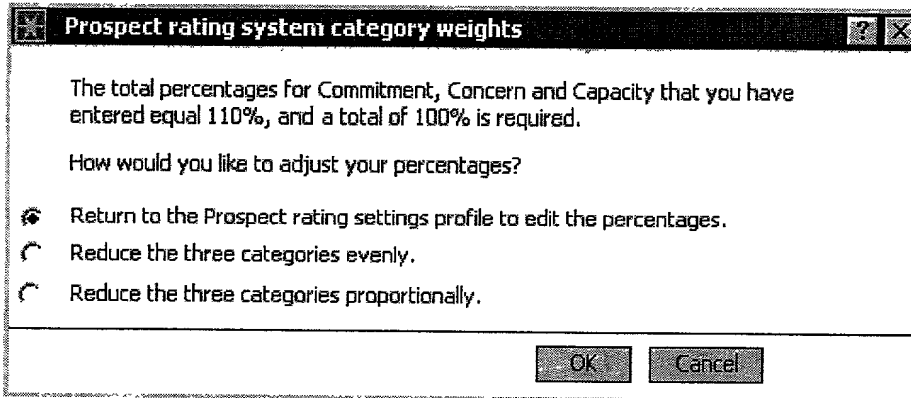 Prospect rating system category weights
The total percentages for Commitment, Concern and Capacity that you have
entered equal 110%, and a total of 100% is required.
How would you like to adjust your percentages?
Return to the Prospect rating settings profile to edit the percentages.
Reduce the three categories evenly.
Reduce the three categories proportionally.
OK Cancel